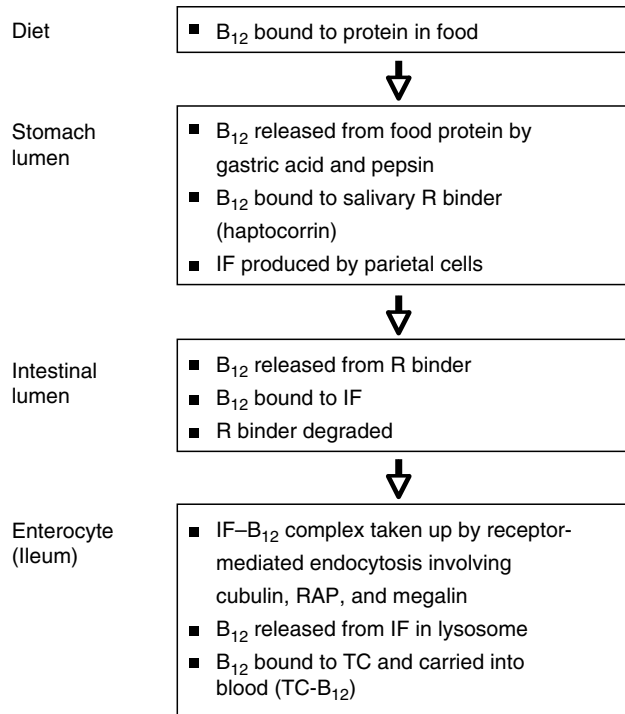 Diet
■ B₁₂ bound to protein in food
Stomach
lumen
■ B₁₂ released from food protein by
gastric acid and pepsin
■ B₁₂ bound to salivary R binder
(haptocorrin)
■ IF produced by parietal cells
Intestinal
lumen
■ B₁₂ released from R binder
■ B₁₂ bound to IF
■ R binder degraded
Enterocyte
(Ileum)
■ IF–B₁₂ complex taken up by receptor-
mediated endocytosis involving
cubulin, RAP, and megalin
■ B₁₂ released from IF in lysosome
■ B₁₂ bound to TC and carried into
blood (TC-B₁₂)